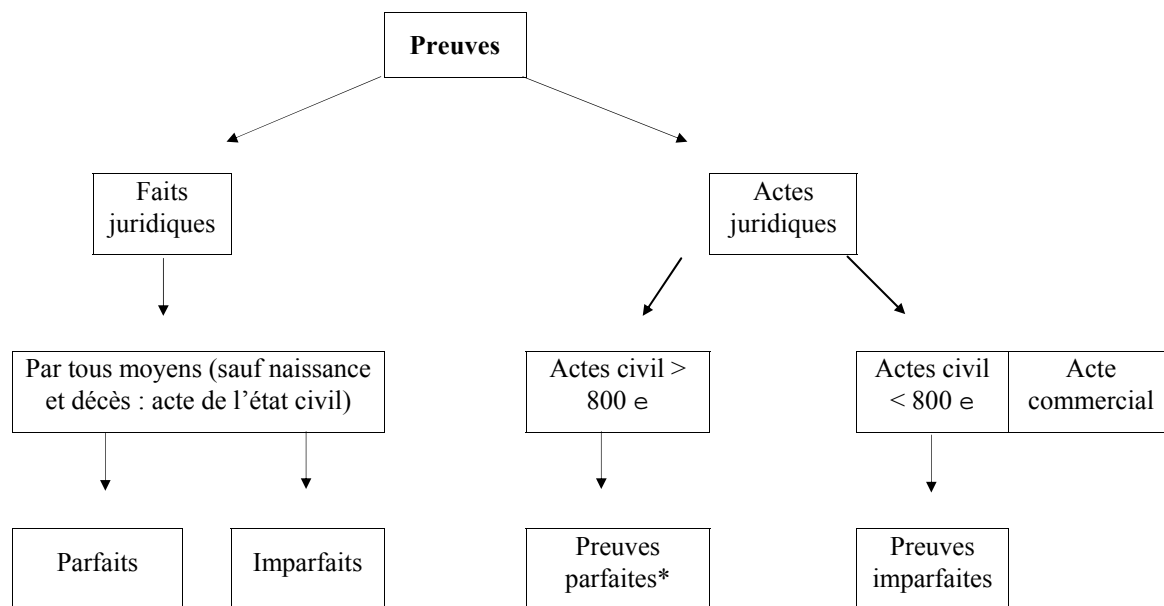 Preuves
Faits
juridiques
Actes
juridiques
Par tous moyens (sauf naissance
et décès : acte de l’état civil)
Actes civil >
800 e
Actes civil
< 800 e
Acte
commercial
Parfaits
Imparfaits
Preuves
parfaites*
Preuves
imparfaites